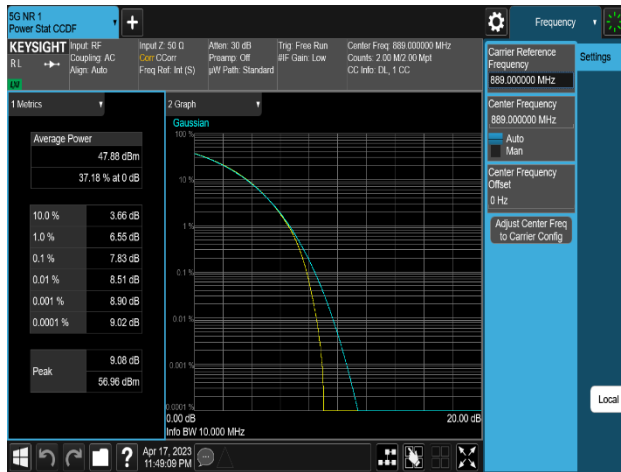 5G NR 1
Power Stat CCDF
Frequency
KEYSIGHT
RL
Input: RF
Coupling: AC
Align: Auto
Input Z: 50 Ω
Corr CCorr
Freq Ref: Int (S)
Atten: 30 dB
Preamp: Off
µW Path: Standard
Trig: Free Run
#IF Gain: Low
Center Freq: 889.000000 MHz
Counts: 2.00 M/2.00 Mpt
CC Info: DL, 1 CC
Carrier Reference
Frequency
889.000000 MHz
Settings
Center Frequency
889.000000 MHz
Auto
Man
Center Frequency
Offset
0 Hz
Adjust Center Freq
to Carrier Config
Local
1 Metrics
Average Power
47.88 dBm
37.18 % at 0 dB
10.0 % 3.66 dB
1.0 % 6.55 dB
0.1 % 7.83 dB
0.01 % 8.51 dB
0.001 % 8.90 dB
0.0001 % 9.02 dB
Peak
9.08 dB
56.96 dBm
2 Graph
Gaussian
100 %
10 %
1 %
0.1 %
0.01 %
0.001 %
0.0001 %
0.00 dB 20.00 dB
Info BW 10.000 MHz
Apr 17, 2023
11:49:09 PM